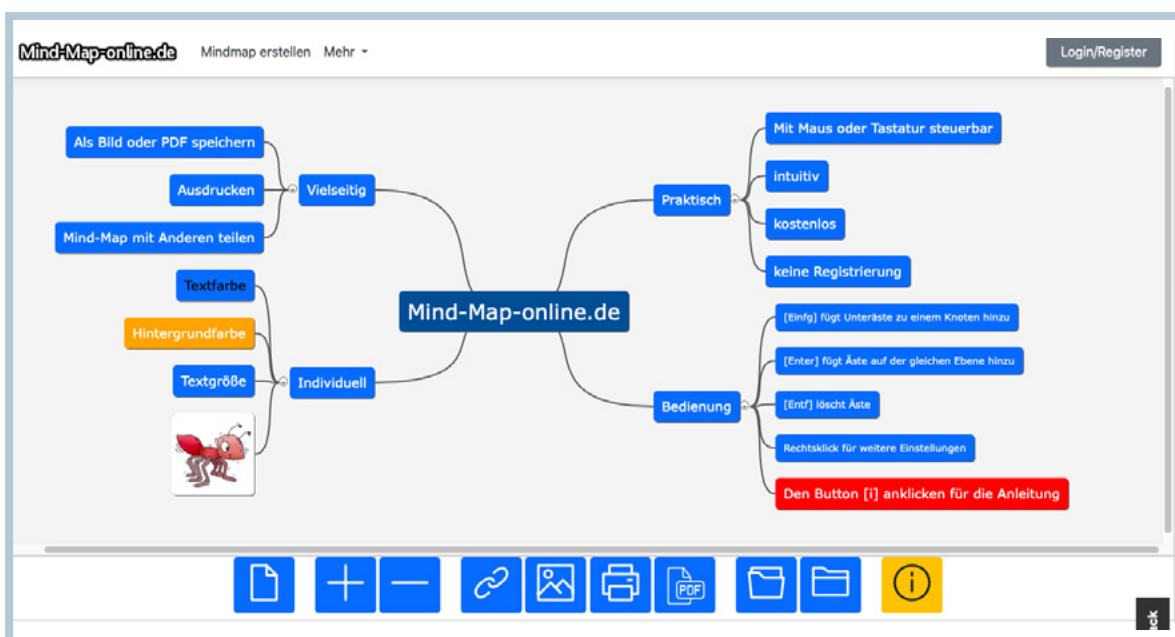 Mind-Map-online.de
Mindmap erstellen
Mehr
Login/Register
Als Bild oder PDF speichern
Ausdrucken
Mind-Map mit Anderen teilen
Vielseitig
Textfarbe
Hintergrundfarbe
Textgröße
Individuell
Mind-Map-online.de
Praktisch
Mit Maus oder Tastatur steuerbar
intuitiv
kostenlos
keine Registrierung
Bedienung
[Einfg] fügt Unteräste zu einem Knoten hinzu
[Enter] fügt Äste auf der gleichen Ebene hinzu
[Entf] löscht Äste
Rechtsklick für weitere Einstellungen
Den Button [i] anklicken für die Anleitung
PDF